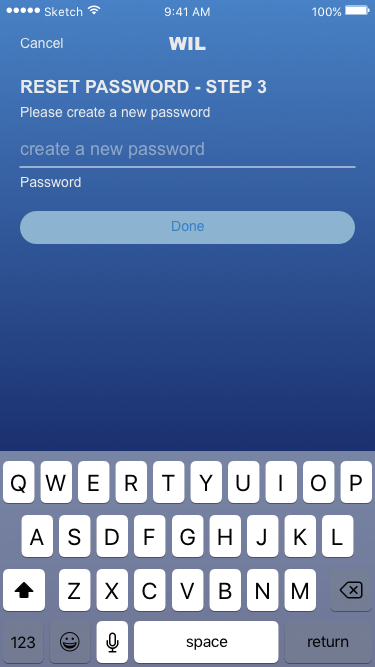 Sketch 9:41 AM 100%
Cancel WIL
RESET PASSWORD - STEP 3
Please create a new password
create a new password
Password
Done
Q W E R T Y U I O P
A S D F G H J K L
Z X C V B N M
123 space return